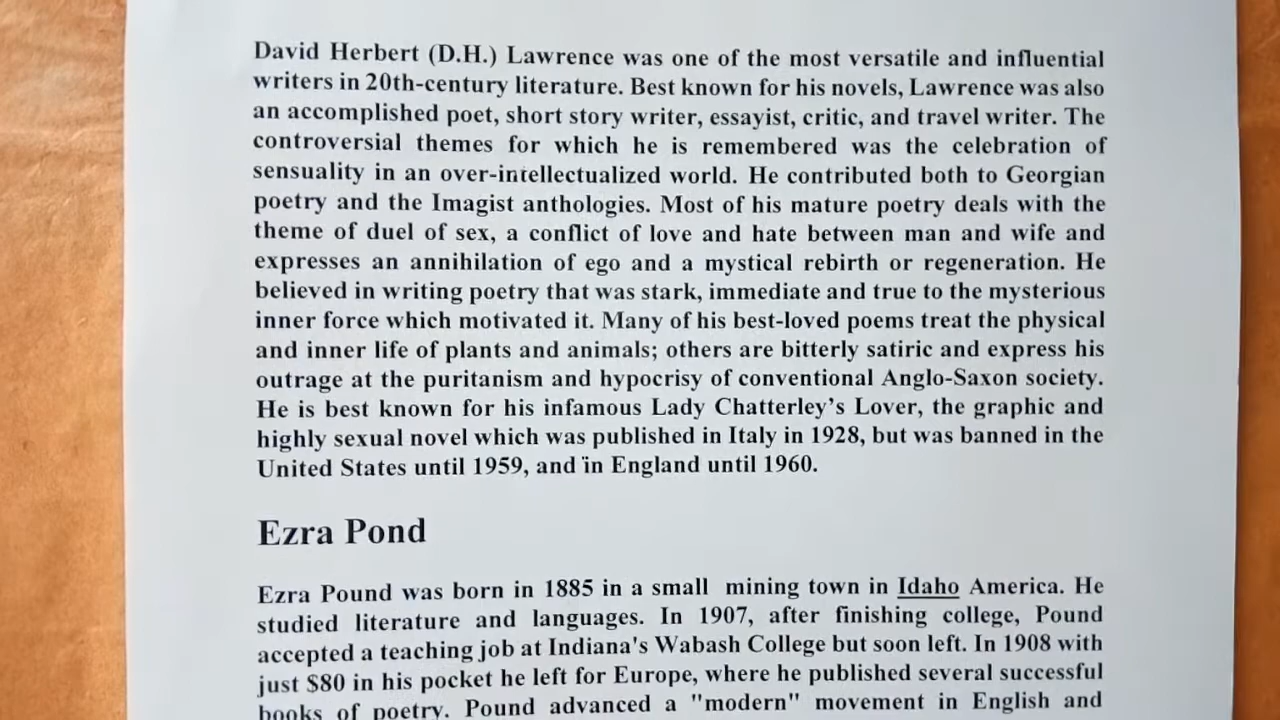 David Herbert (D.H.) Lawrence was one of the most versatile and influential
writers in 20th-century literature. Best known for his novels, Lawrence was also
an accomplished poet, short story writer, essayist, critic, and travel writer. The
controversial themes for which he is remembered was the celebration of
sensuality in an over-intellectualized world. He contributed both to Georgian
poetry and the Imagist anthologies. Most of his mature poetry deals with the
theme of duel of sex, a conflict of love and hate between man and wife and
expresses an annihilation of ego and a mystical rebirth or regeneration. He
believed in writing poetry that was stark, immediate and true to the mysterious
inner force which motivated it. Many of his best-loved poems treat the physical
and inner life of plants and animals; others are bitterly satiric and express his
outrage at the puritanism and hypocrisy of conventional Anglo-Saxon society.
He is best known for his infamous Lady Chatterley's Lover, the graphic and
highly sexual novel which was published in Italy in 1928, but was banned in the
United States until 1959, and in England until 1960.
Ezra Pond
Ezra Pound was born in 1885 in a small mining town in Idaho America. He
studied literature and languages. In 1907, after finishing college, Pound
accepted a teaching job at Indiana's Wabash College but soon left. In 1908 with
just $80 in his pocket he left for Europe, where he published several successful
books of poetry. Pound advanced a "modern" movement in English and